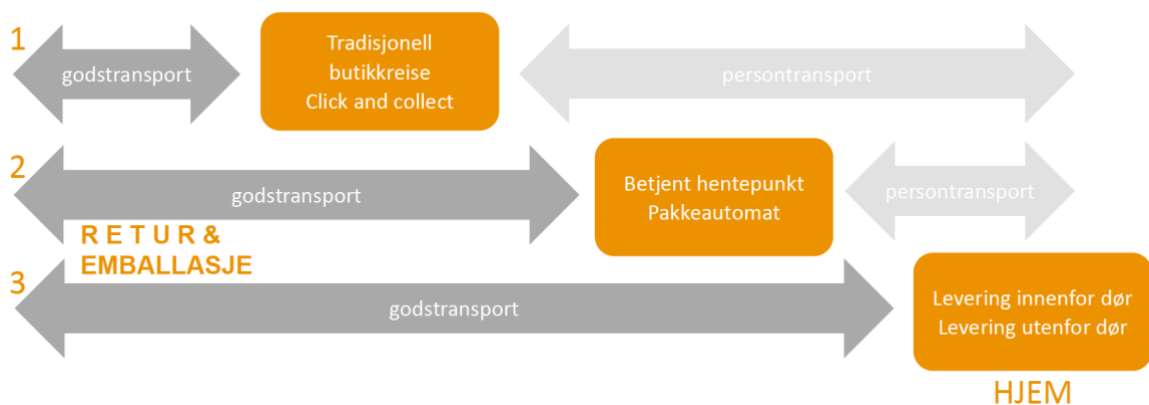 1
godstransport
Tradisjonell
butikkreise
Click and collect
persontransport
2
godstransport
Betjent hentepunkt
Pakkeautomat
persontransport
R E T U R &
EMBALLASJE
3
godstransport
Levering innenfor dør
Levering utenfor dør
HJEM